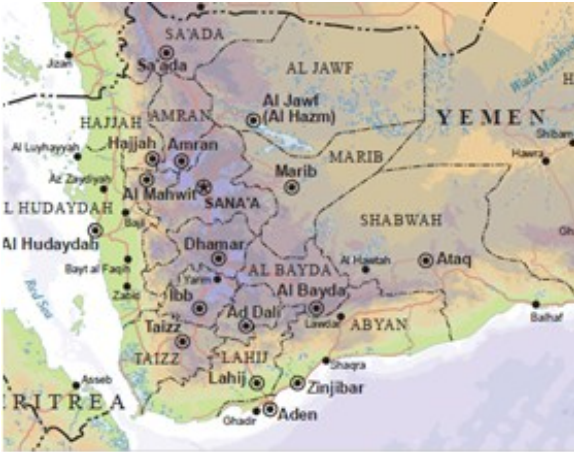 SA'ADA
Jizan
Sa'ada
AL JAWF
Wadi
Al Jawf
(Al Hazm)
YEMEN
HAJJAH
AMRAN
Al Luhayyah
Hajjah
Amran
MARIB
Shibam
Hawra
Az Zaydiyah
Al Mahwit
SANA'A
Marib
L HUDAYDAH
Bajil
SHABWAH
Al Hudaydah
Dhamar
Bayt al Faqih
AL BAYDA
Al Hawtah
Ataq
Yarim
Red Sea
Zabid
Ibb
Al Bayda
Ad Dali
Lawdar
ABYAN
Balhaf
Taizz
TAIZZ
LAHIJ
Shaqra
Asseb
Lahij
Zinjibar
RITREA
Ghadir
Aden